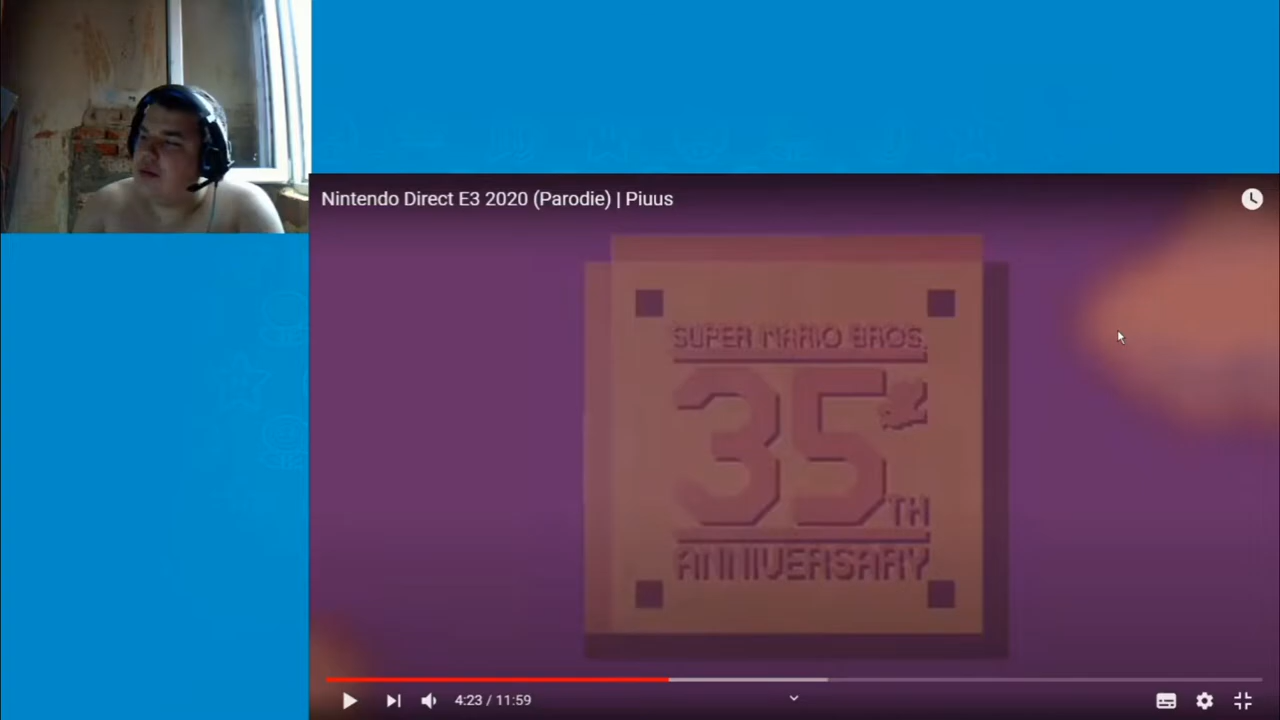 Nintendo Direct E3 2020 (Parodie) | Piuus
SUPER MARIO BROS.
35TH
ANNIVERSARY
4:23 / 11:59